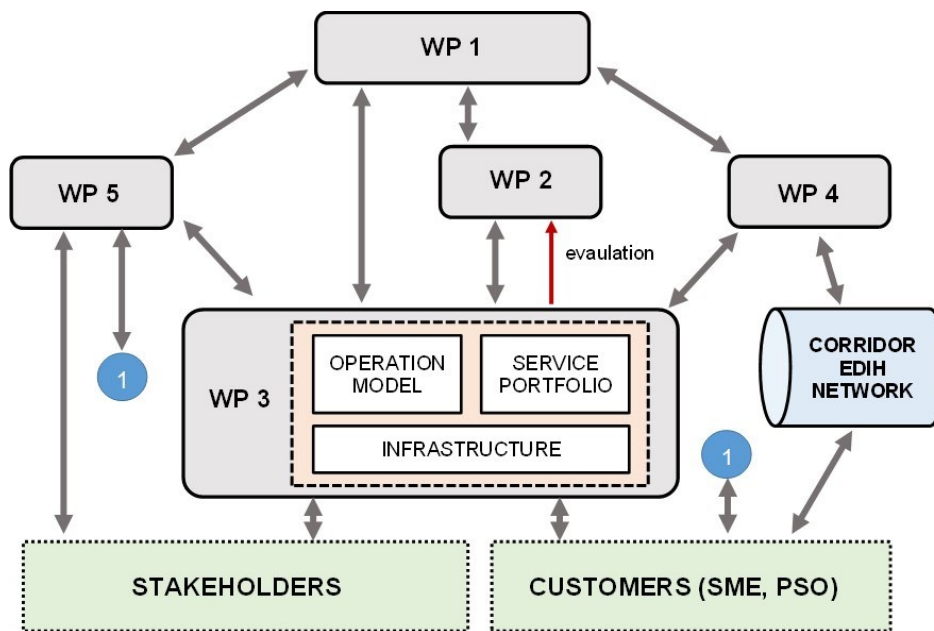 WP 1
WP 5
WP 2
WP 4
evaulation
OPERATION
MODEL
SERVICE
PORTFOLIO
WP 3
INFRASTRUCTURE
CORRIDOR
EDIH
NETWORK
1
1
STAKEHOLDERS
CUSTOMERS (SME, PSO)